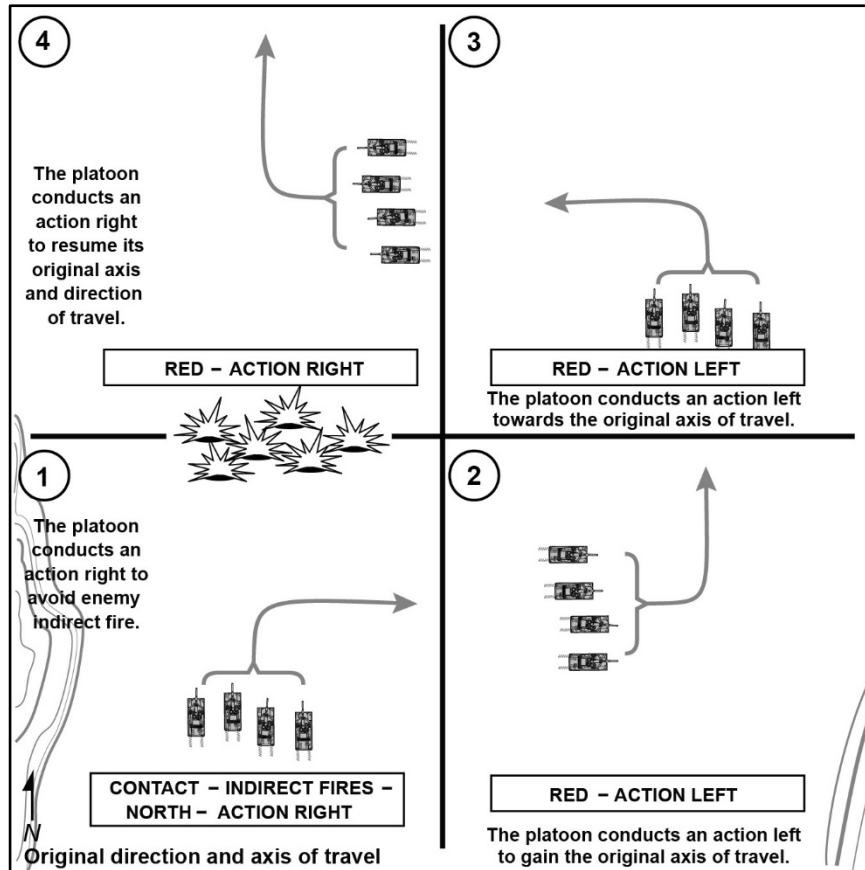 4
The platoon
conducts an
action right
to resume its
original axis
and direction
of travel.
RED – ACTION RIGHT
3
RED – ACTION LEFT
The platoon conducts an action left
towards the original axis of travel.
1
The platoon
conducts an
action right to
avoid enemy
indirect fire.
CONTACT – INDIRECT FIRES –
NORTH – ACTION RIGHT
N
Original direction and axis of travel
2
RED – ACTION LEFT
The platoon conducts an action left
to gain the original axis of travel.